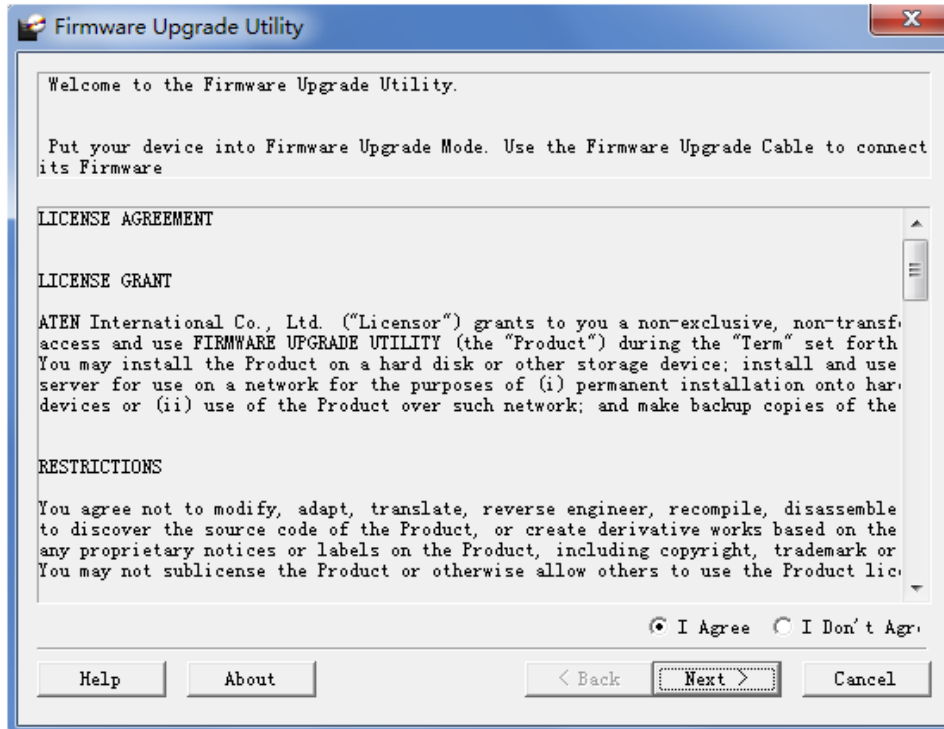 Firmware Upgrade Utility
Welcome to the Firmware Upgrade Utility.
Put your device into Firmware Upgrade Mode. Use the Firmware Upgrade Cable to connect
its Firmware
LICENSE AGREEMENT
LICENSE GRANT
ATEN International Co., Ltd. ("Licensor") grants to you a non-exclusive, non-transf
access and use FIRMWARE UPGRADE UTILITY (the "Product") during the "Term" set forth
You may install the Product on a hard disk or other storage device; install and use
server for use on a network for the purposes of (i) permanent installation onto har
devices or (ii) use of the Product over such network; and make backup copies of the
RESTRICTIONS
You agree not to modify, adapt, translate, reverse engineer, recompile, disassemble
to discover the source code of the Product, or create derivative works based on the
any proprietary notices or labels on the Product, including copyright, trademark or
You may not sublicense the Product or otherwise allow others to use the Product lic
I Agree I Don't Agr
Help About < Back Next > Cancel